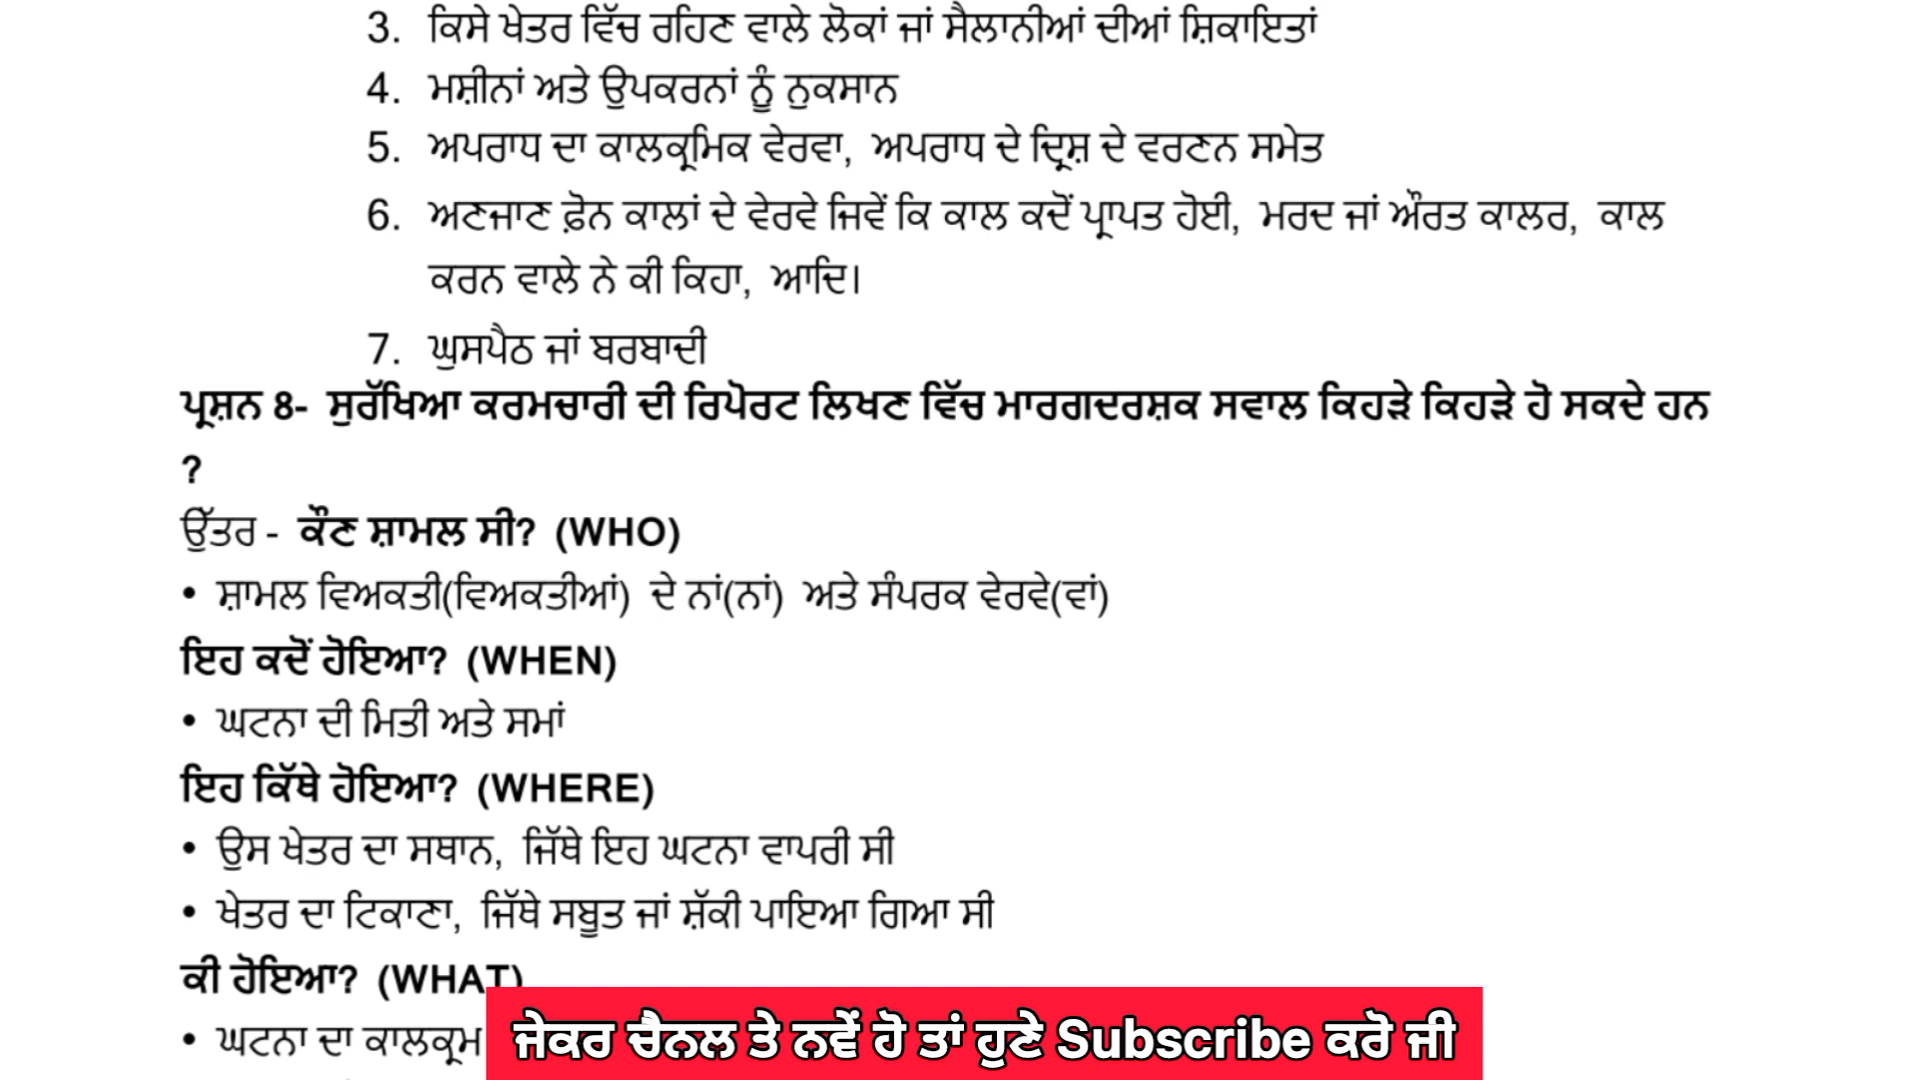 3. ਕਿਸੇ ਖੇਤਰ ਵਿੱਚ ਰਹਿਣ ਵਾਲੇ ਲੋਕਾਂ ਜਾਂ ਸੈਲਾਨੀਆਂ ਦੀਆਂ ਸ਼ਿਕਾਇਤਾਂ
4. ਮਸ਼ੀਨਾਂ ਅਤੇ ਉਪਕਰਨਾਂ ਨੂੰ ਨੁਕਸਾਨ
5. ਅਪਰਾਧ ਦਾ ਕਾਲਕ੍ਰਮਿਕ ਵੇਰਵਾ, ਅਪਰਾਧ ਦੇ ਦ੍ਰਿਸ਼ ਦੇ ਵਰਣਨ ਸਮੇਤ
6. ਅਣਜਾਣ ਫ਼ੋਨ ਕਾਲਾਂ ਦੇ ਵੇਰਵੇ ਜਿਵੇਂ ਕਿ ਕਾਲ ਕਦੋਂ ਪ੍ਰਾਪਤ ਹੋਈ, ਮਰਦ ਜਾਂ ਔਰਤ ਕਾਲਰ, ਕਾਲ
ਕਰਨ ਵਾਲੇ ਨੇ ਕੀ ਕਿਹਾ, ਆਦਿ।
7. ਘੁਸਪੈਠ ਜਾਂ ਬਰਬਾਦੀ
ਪ੍ਰਸ਼ਨ 8- ਸੁਰੱਖਿਆ ਕਰਮਚਾਰੀ ਦੀ ਰਿਪੋਰਟ ਲਿਖਣ ਵਿੱਚ ਮਾਰਗਦਰਸ਼ਕ ਸਵਾਲ ਕਿਹੜੇ ਕਿਹੜੇ ਹੋ ਸਕਦੇ ਹਨ
?
ਉੱਤਰ - ਕੌਣ ਸ਼ਾਮਲ ਸੀ? (WHO)
• ਸ਼ਾਮਲ ਵਿਅਕਤੀ(ਵਿਅਕਤੀਆਂ) ਦੇ ਨਾਂ(ਨਾਂ) ਅਤੇ ਸੰਪਰਕ ਵੇਰਵੇ(ਵਾਂ)
ਇਹ ਕਦੋਂ ਹੋਇਆ? (WHEN)
• ਘਟਨਾ ਦੀ ਮਿਤੀ ਅਤੇ ਸਮਾਂ
ਇਹ ਕਿੱਥੇ ਹੋਇਆ? (WHERE)
• ਉਸ ਖੇਤਰ ਦਾ ਸਥਾਨ, ਜਿੱਥੇ ਇਹ ਘਟਨਾ ਵਾਪਰੀ ਸੀ
• ਖੇਤਰ ਦਾ ਟਿਕਾਣਾ, ਜਿੱਥੇ ਸਬੂਤ ਜਾਂ ਸ਼ੱਕੀ ਪਾਇਆ ਗਿਆ ਸੀ
ਕੀ ਹੋਇਆ? (WHAT)
• ਘਟਨਾ ਦਾ ਕਾਲਕ੍ਰਮ
ਜੇਕਰ ਚੈਨਲ ਤੇ ਨਵੇਂ ਹੋ ਤਾਂ ਹੁਣੇ Subscribe ਕਰੋ ਜੀ